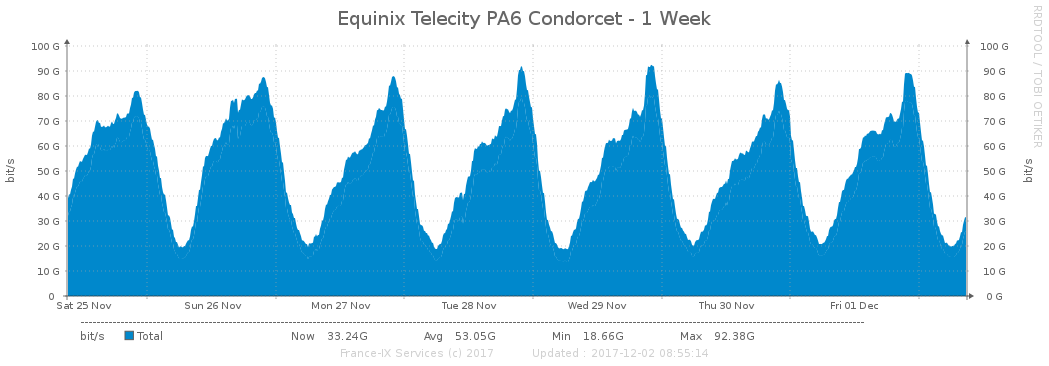 Equinix Telecity PA6 Condorcet - 1 Week
RRDTOOL / TOBI OETIKER
bit/s
100 G
90 G
80 G
70 G
60 G
50 G
40 G
30 G
20 G
10 G
0
100 G
90 G
80 G
70 G
60 G
50 G
40 G
30 G
20 G
10 G
0 G
bit/s
Sat 25 Nov Sun 26 Nov Mon 27 Nov Tue 28 Nov Wed 29 Nov Thu 30 Nov Fri 01 Dec
bit/s Total Now 33.24G Avg 53.05G Min 18.66G Max 92.38G
France-IX Services (c) 2017 Updated : 2017-12-02 08:55:14